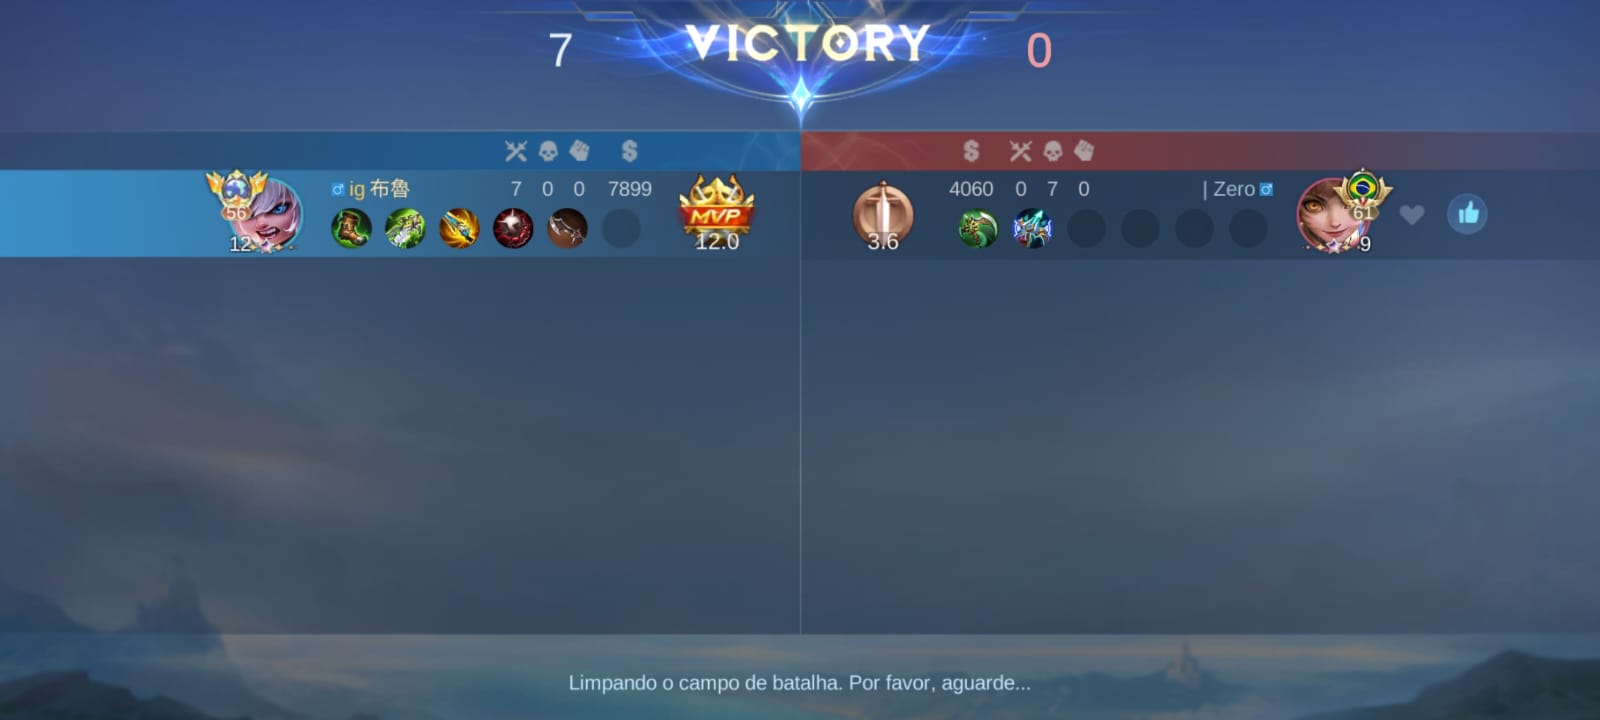 7 VICTORY 0
ig 布魯 7 0 0 7899
56 12 MVP 12.0
4060 0 7 0 | Zero
3.6 61 9
Limpando o campo de batalha. Por favor, aguarde...